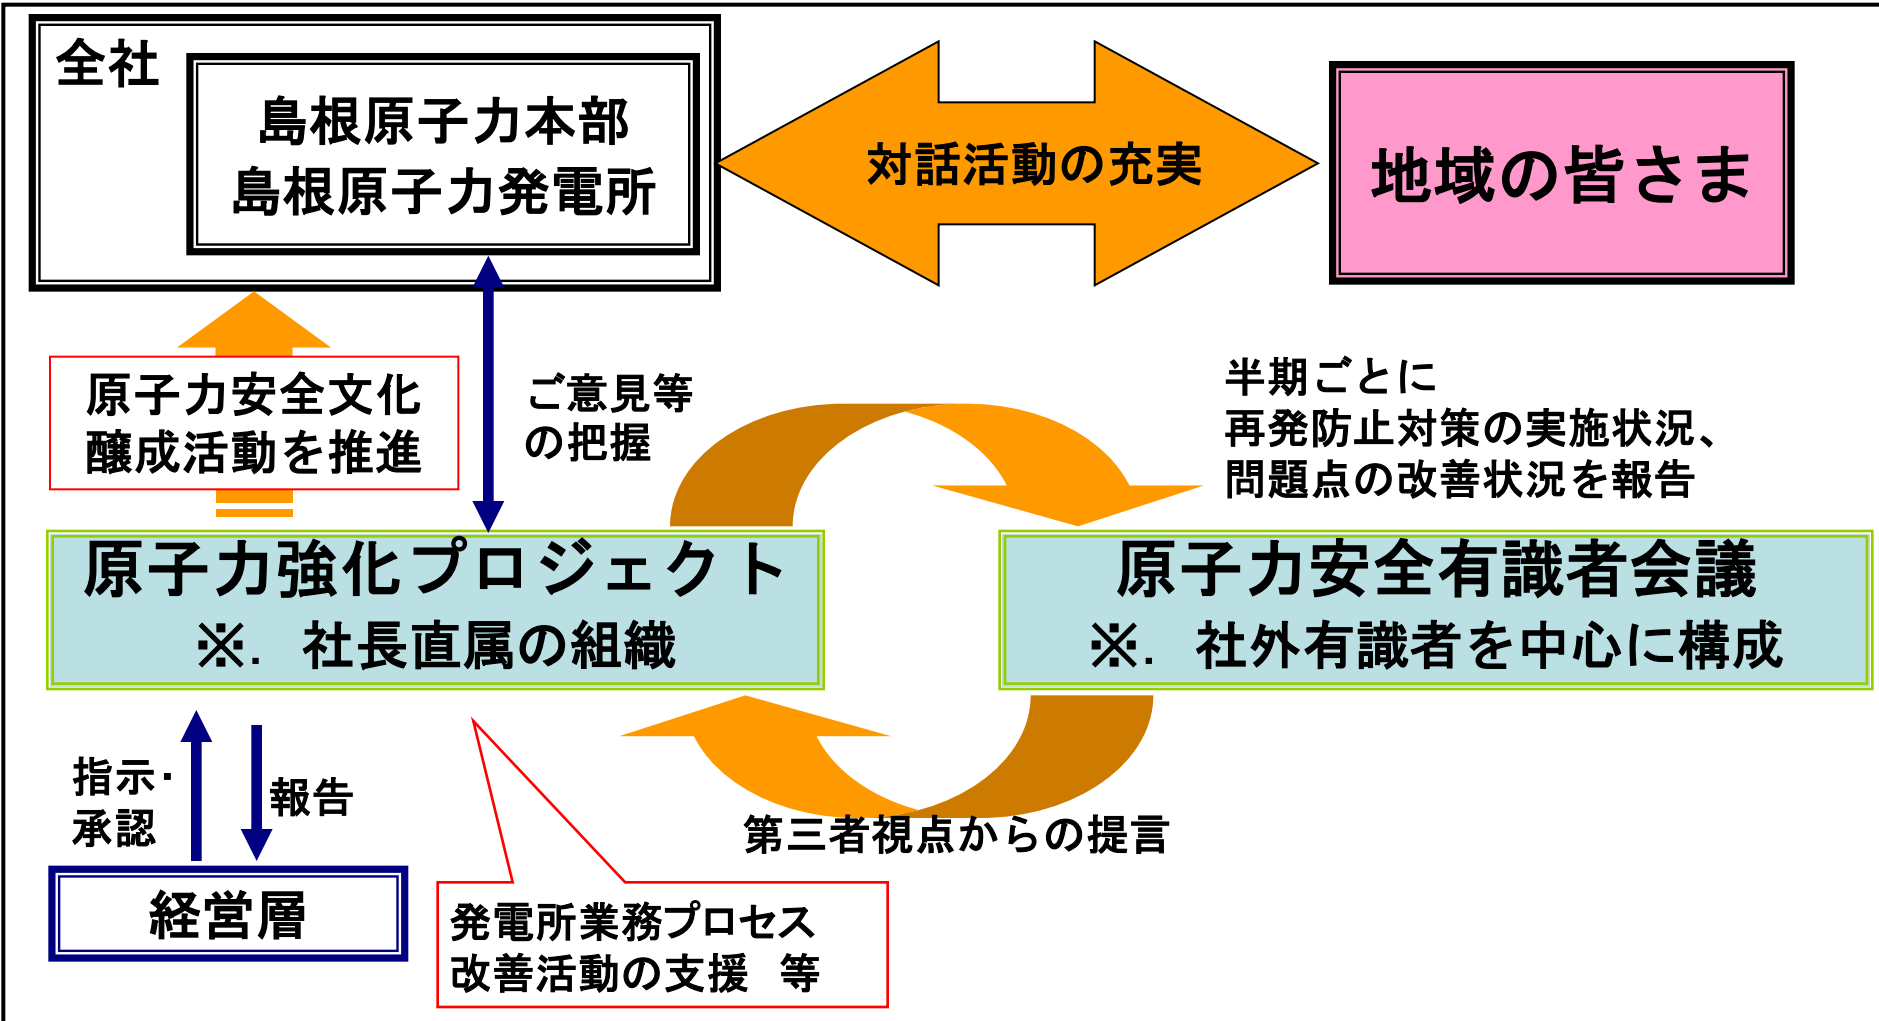 全社
島根原子力本部
島根原子力発電所
対話活動の充実
地域の皆さま
原子力安全文化
醸成活動を推進
ご意見等
の把握
半期ごとに
再発防止対策の実施状況、
問題点の改善状況を報告
原子力強化プロジェクト
※. 社長直属の組織
原子力安全有識者会議
※. 社外有識者を中心に構成
指示・
承認
報告
第三者視点からの提言
経営層
発電所業務プロセス
改善活動の支援　等